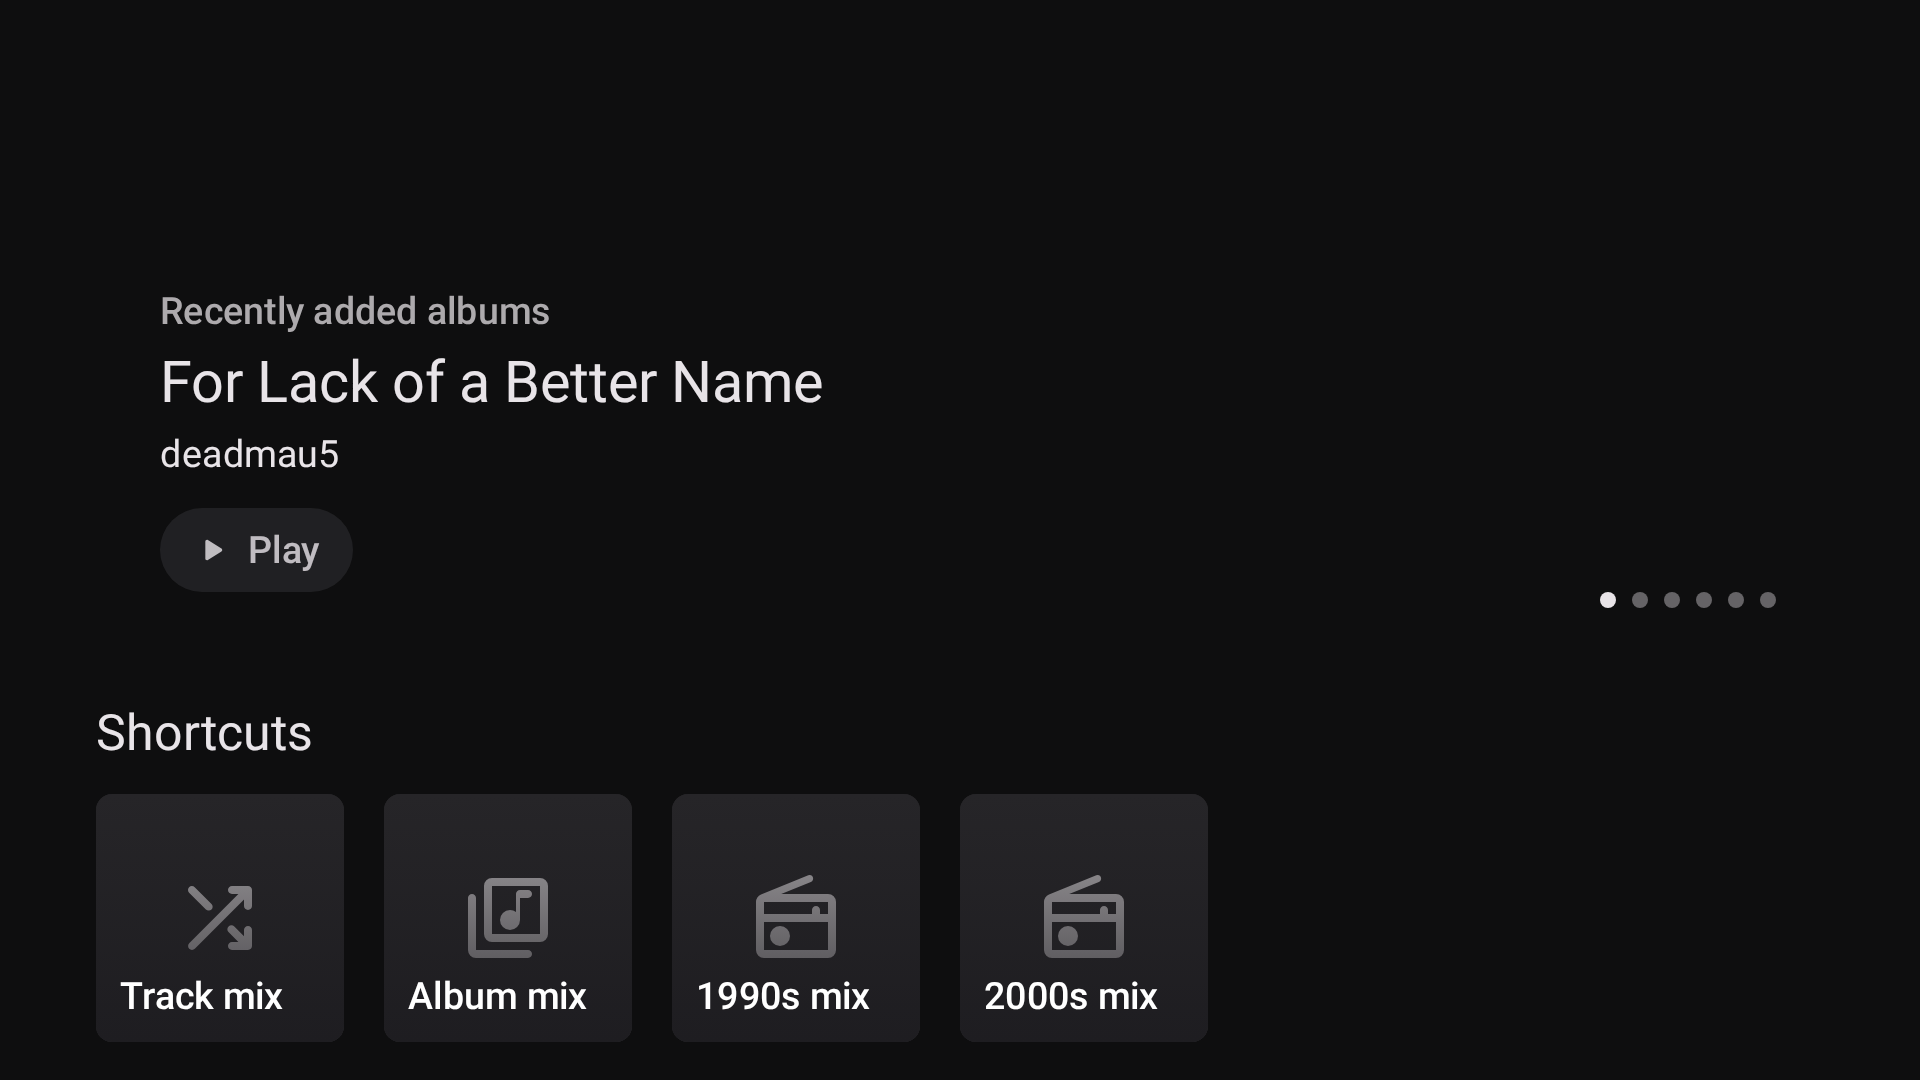 Recently added albums
For Lack of a Better Name
deadmau5
Play
Shortcuts
Track mix
Album mix
1990s mix
2000s mix